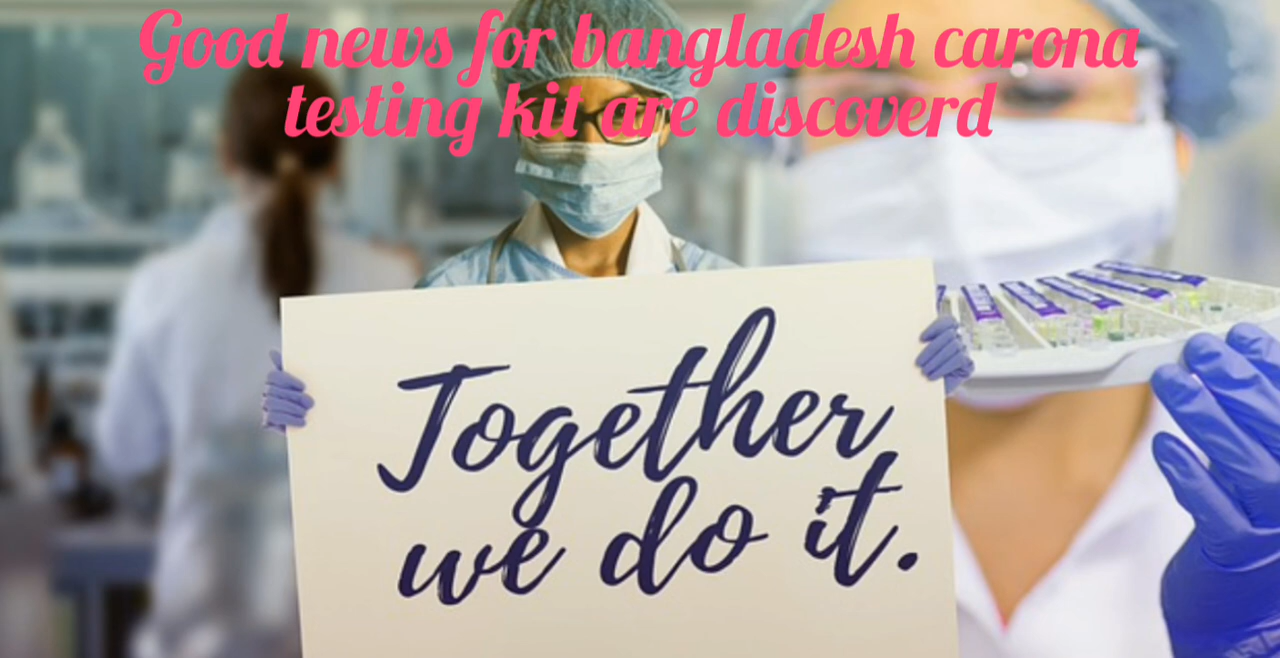 Good news for bangladesh carona
testing kit are discoverd
Together
we do it.